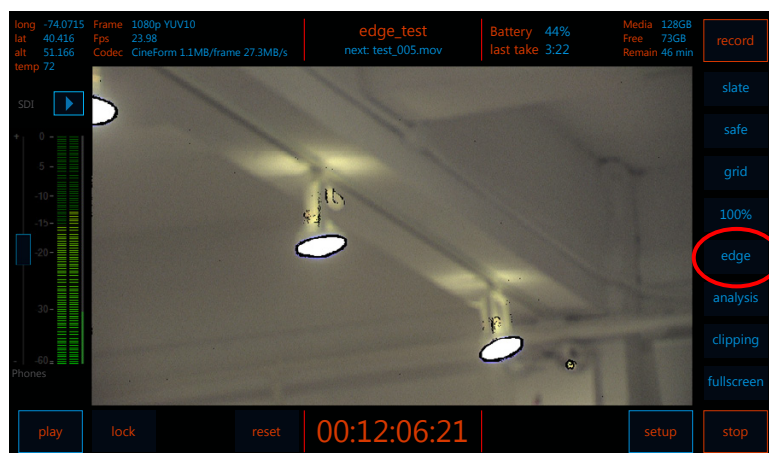 long -74.0715
lat 40.416
alt 51.166
temp 72
Frame 1080p YUV10
Fps 23.98
Codec CineForm 1.1MB/frame 27.3MB/s
edge_test
next: test_005.mov
Battery 44%
last take 3:22
Media 128GB
Free 73GB
Remain 46 min
record
SDI
+ 0 -
5 -
-10-
-15-
-20-
30-
- -60-
Phones
slate
safe
grid
100%
edge
analysis
clipping
fullscreen
play
lock
reset
00:12:06:21
setup
stop